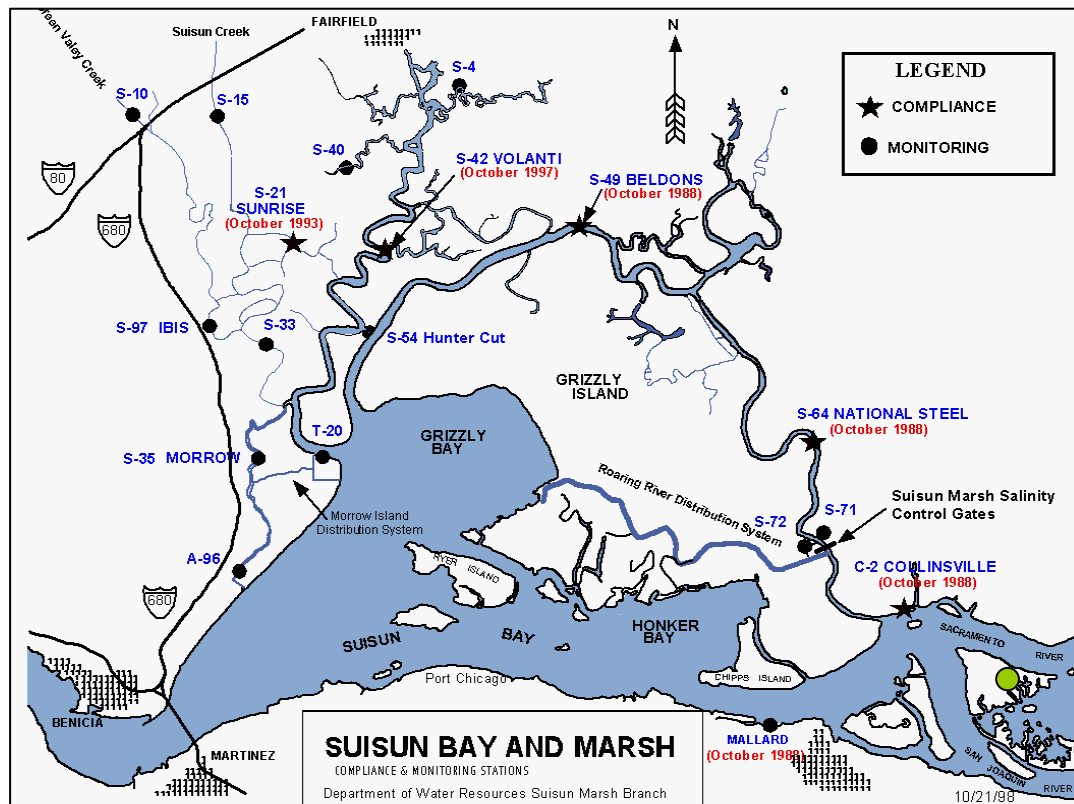 Green Valley Creek
Suisun Creek
FAIRFIELD
N
LEGEND
COMPLIANCE
MONITORING
S-10
S-15
S-4
S-40
80
680
S-42 VOLANTI
(October 1997)
S-49 BELDONS
(October 1988)
S-21
SUNRISE
(October 1993)
S-97 IBIS
S-33
S-54 Hunter Cut
GRIZZLY
ISLAND
S-64 NATIONAL STEEL
(October 1988)
T-20
GRIZZLY
BAY
S-35 MORROW
Roaring River Distribution System
Suisun Marsh Salinity
Control Gates
S-71
S-72
Morrow Island
Distribution System
A-96
RYER ISLAND
C-2 COLLINSVILLE
(October 1988)
680
SUISUN BAY
HONKER
BAY
SACRAMENTO RIVER
CHIPPS ISLAND
Port Chicago
BENICIA
MARTINEZ
MALLARD
(October 1988)
SAN JOAQUIN RIVER
SUISUN BAY AND MARSH
COMPLIANCE & MONITORING STATIONS
Department of Water Resources Suisun Marsh Branch
10/21/98